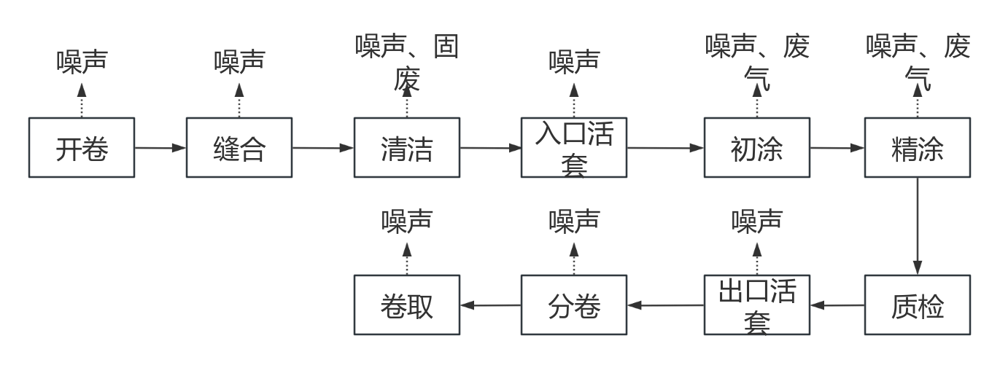 噪声
噪声
噪声、固
废
噪声
噪声、废
气
噪声、废
气
开卷
缝合
清洁
入口活
套
初涂
精涂
噪声
噪声
噪声
卷取
分卷
出口活
套
质检